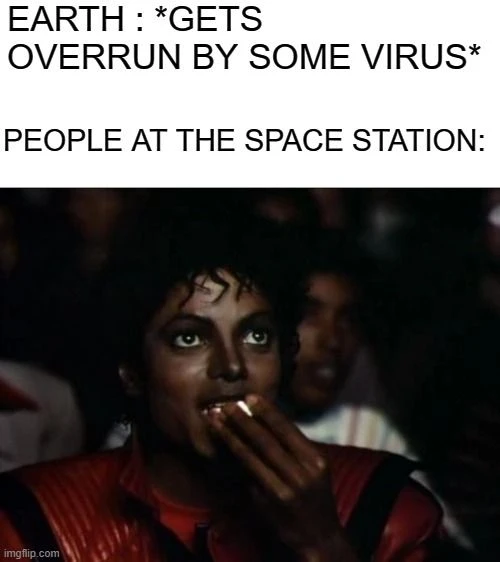 EARTH : *GETS
OVERRUN BY SOME VIRUS*
PEOPLE AT THE SPACE STATION:
imgflip.com